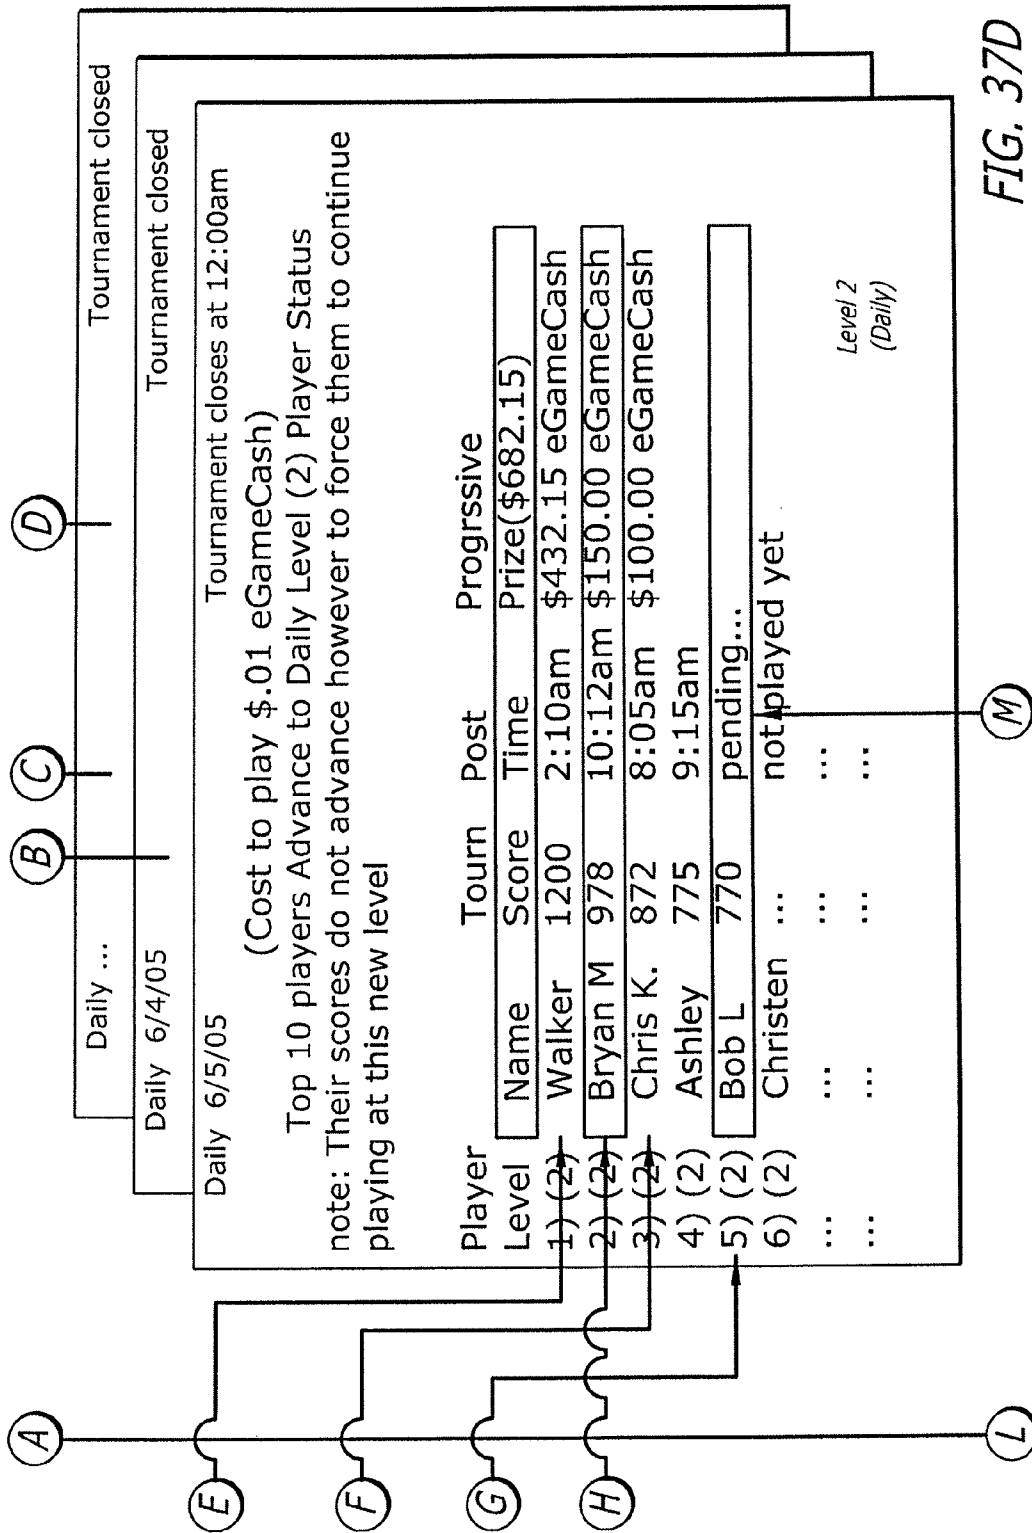 D
C
B
A
Daily ... Tournament closed
Daily 6/4/05 Tournament closed
Daily 6/5/05 Tournament closes at 12:00am
(Cost to play $.01 eGameCash)
Top 10 players Advance to Daily Level (2) Player Status
note: Their scores do not advance however to force them to continue
playing at this new level
Player Tourn Post Progrssive
Level Name Score Time Prize($682.15)
1) (2) Walker 1200 2:10am $432.15 eGameCash
2) (2) Bryan M 978 10:12am $150.00 eGameCash
3) (2) Chris K. 872 8:05am $100.00 eGameCash
4) (2) Ashley 775 9:15am
5) (2) Bob L 770 pending...
6) (2) Christen ... not played yet
... ... ... ...
... ... ... ...
Level 2
(Daily)
E
F
G
H
L
M
FIG. 37D